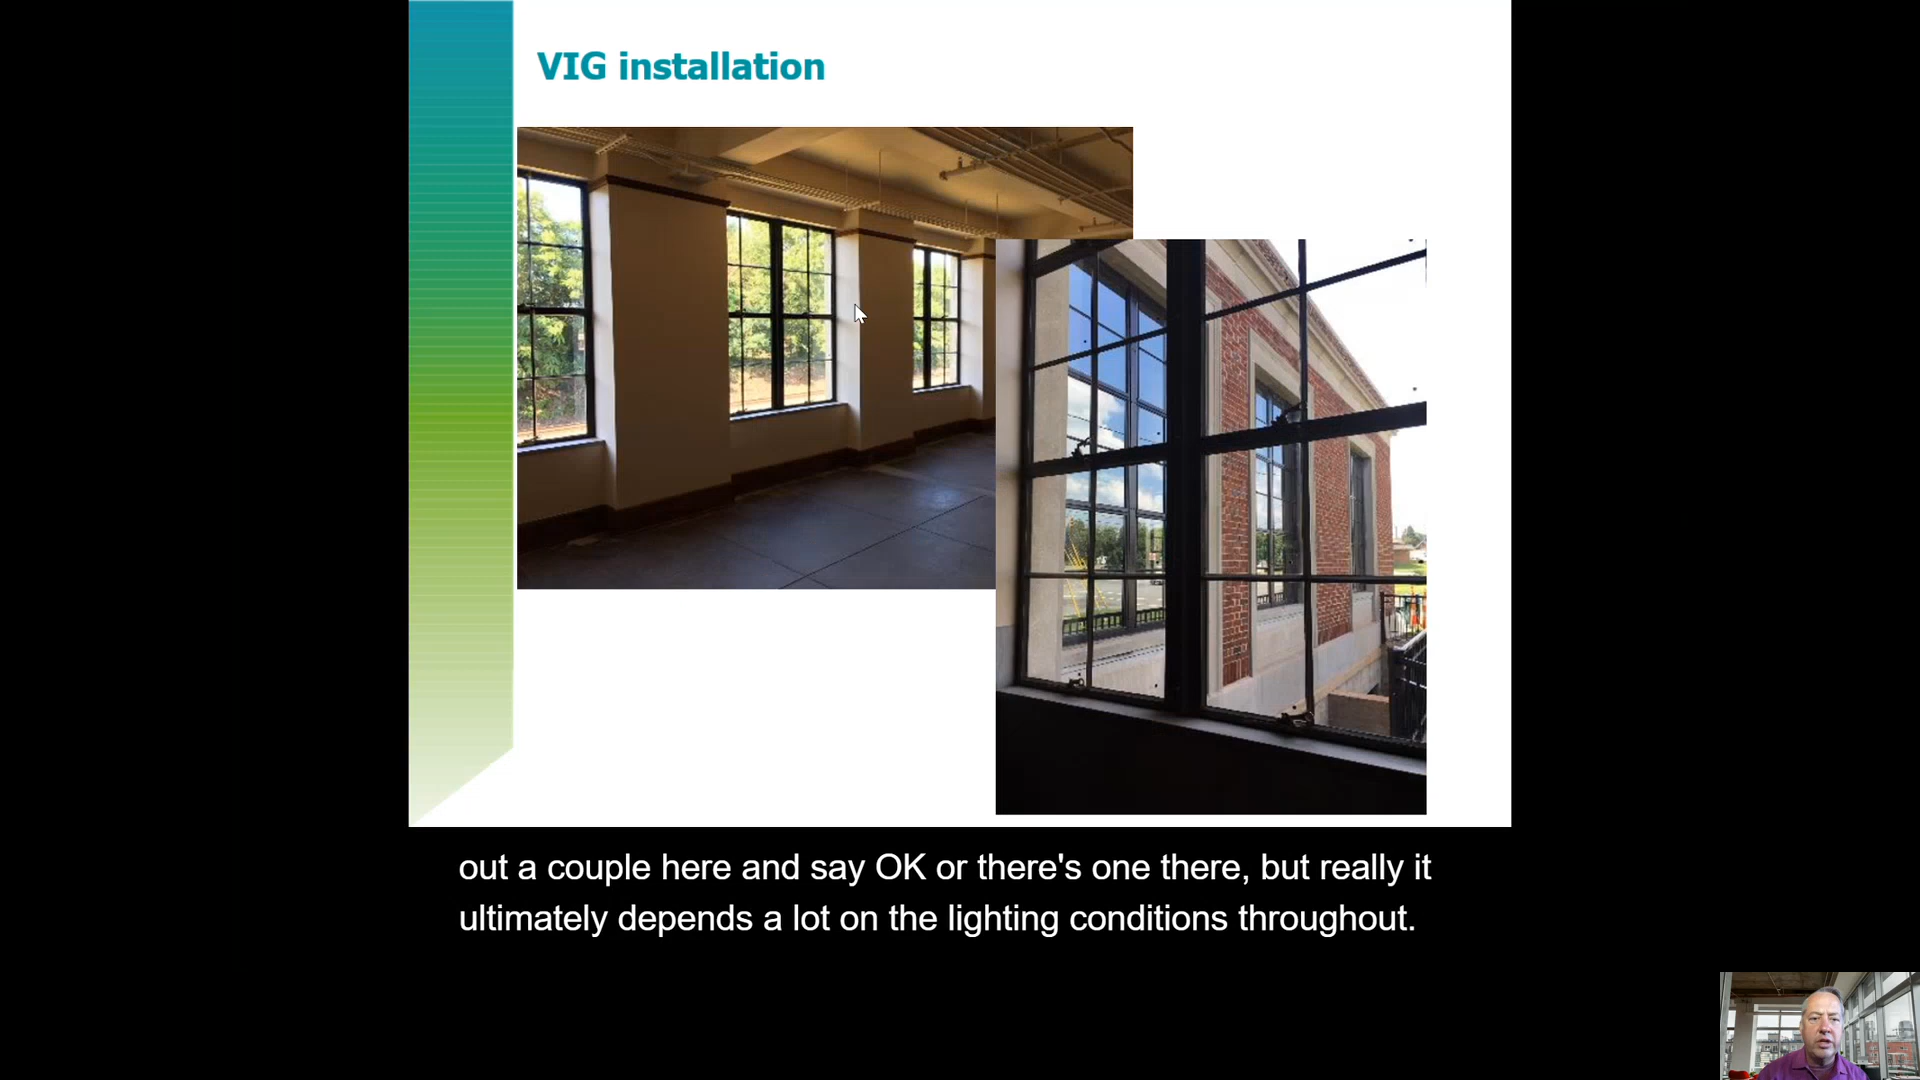 VIG installation
out a couple here and say OK or there's one there, but really it
ultimately depends a lot on the lighting conditions throughout.